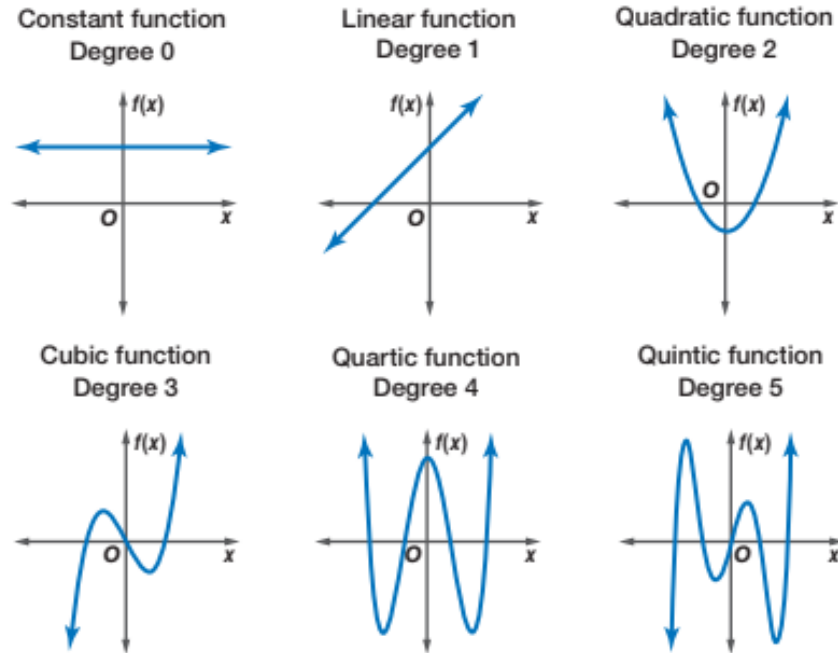 Constant function
Degree 0
Linear function
Degree 1
Quadratic function
Degree 2
f(x)
O
x
f(x)
O
x
f(x)
O
x
Cubic function
Degree 3
Quartic function
Degree 4
Quintic function
Degree 5
f(x)
O
x
f(x)
O
x
f(x)
O
x